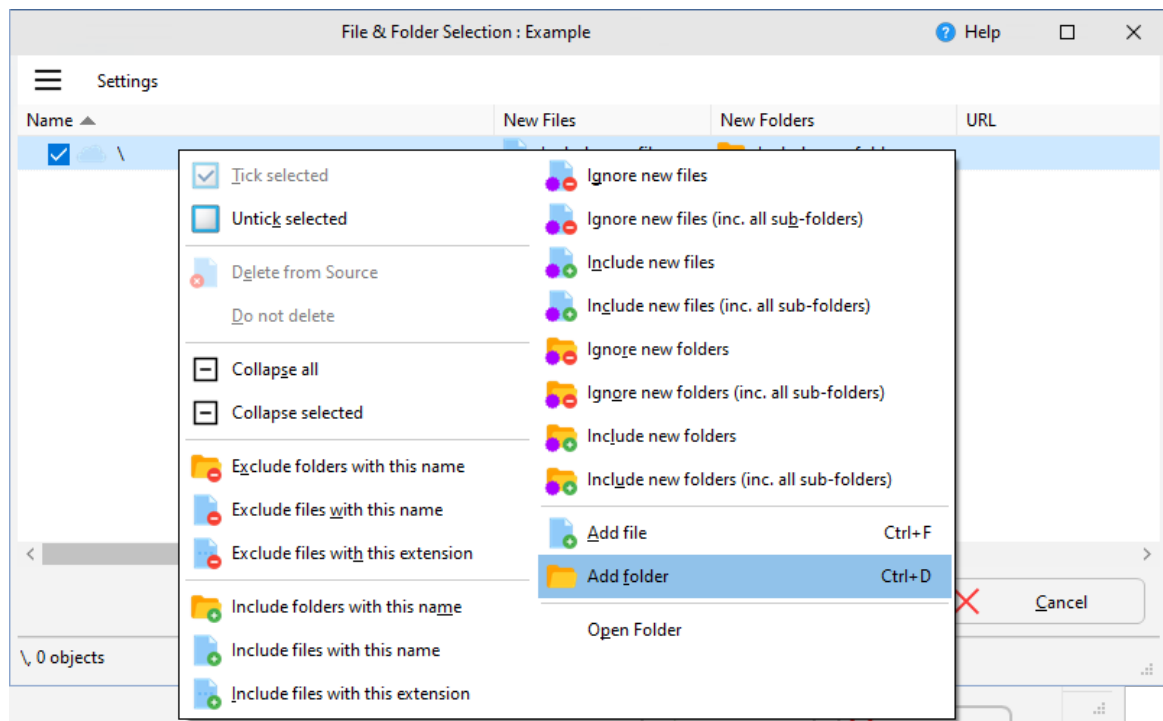 File & Folder Selection : Example
? Help
Settings
Name New Files New Folders URL
\
Tick selected
Untick selected
Delete from Source
Do not delete
Collapse all
Collapse selected
Exclude folders with this name
Exclude files with this name
Exclude files with this extension
Include folders with this name
Include files with this name
Include files with this extension
Ignore new files
Ignore new files (inc. all sub-folders)
Include new files
Include new files (inc. all sub-folders)
Ignore new folders
Ignore new folders (inc. all sub-folders)
Include new folders
Include new folders (inc. all sub-folders)
Add file Ctrl+F
Add folder Ctrl+D
Open Folder
Cancel
\, 0 objects